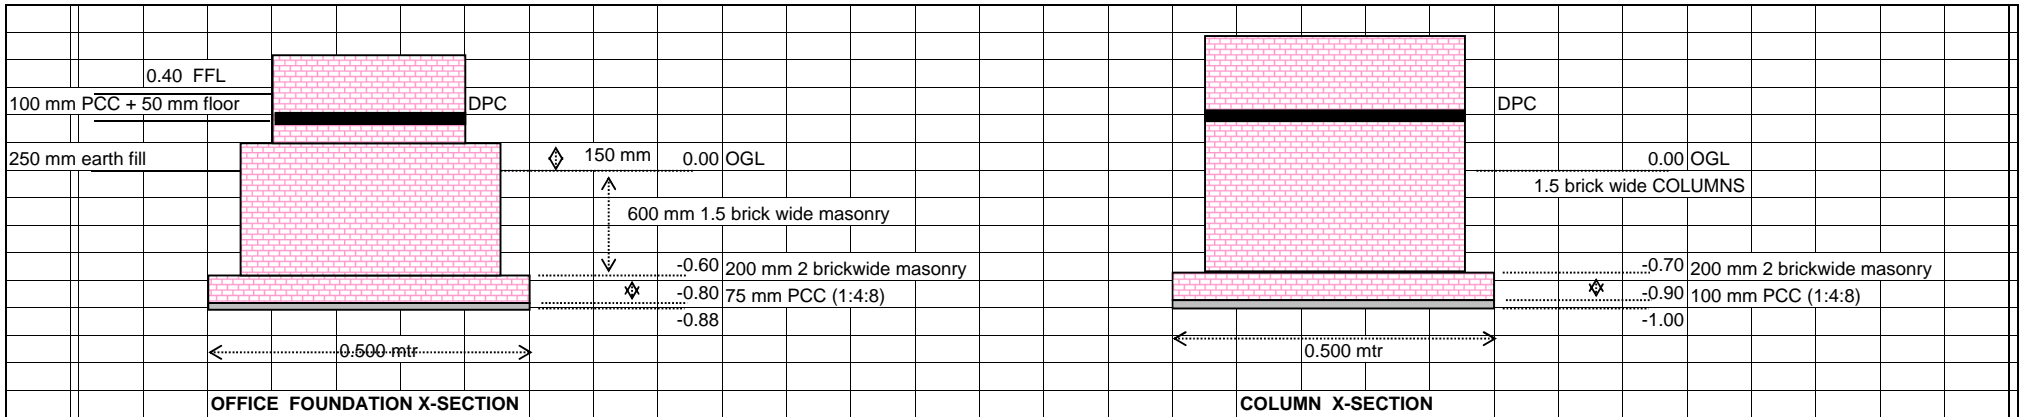 0.40 FFL
100 mm PCC + 50 mm floor
DPC
250 mm earth fill
150 mm
0.00 OGL
600 mm 1.5 brick wide masonry
-0.60 200 mm 2 brickwide masonry
-0.80 75 mm PCC (1:4:8)
-0.88
0.500 mtr
OFFICE FOUNDATION X-SECTION
DPC
0.00 OGL
1.5 brick wide COLUMNS
-0.70 200 mm 2 brickwide masonry
-0.90 100 mm PCC (1:4:8)
-1.00
0.500 mtr
COLUMN X-SECTION